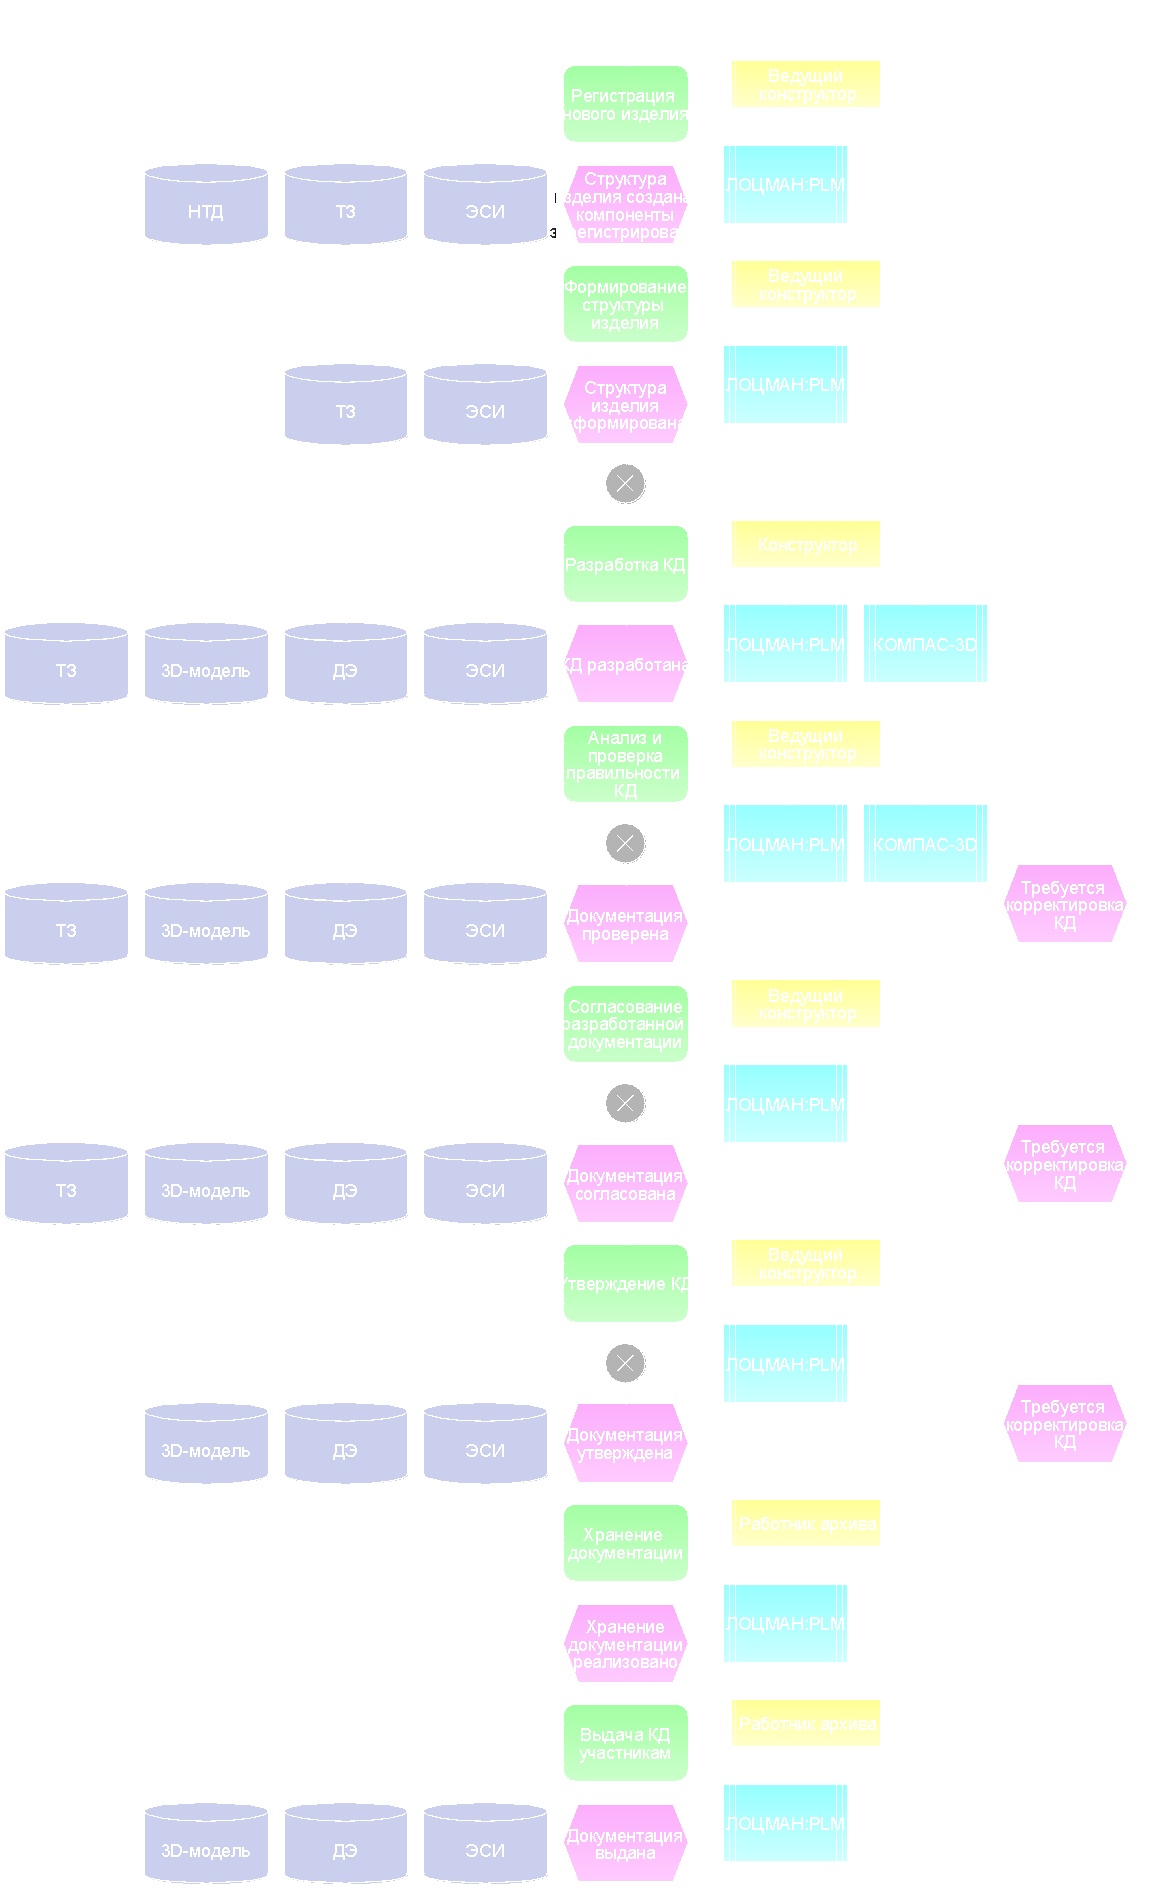 Ведущий
конструктор
Регистрация
нового изделия
ЛОЦМАН:PLM
НТД
ТЗ
ЭСИ
Структура
изделия создана
компоненты
Ведущий
конструктор
Формирование
структуры
изделия
ЛОЦМАН:PLM
ТЗ
ЭСИ
Структура
изделия
сформирована
Конструктор
Разработка КД
ЛОЦМАН:PLM
КОМПАС-3D
ТЗ
3D-модель
ДЭ
ЭСИ
КД разработана
Ведущий
конструктор
Анализ и
проверка
правильности
КД
ЛОЦМАН:PLM
КОМПАС-3D
Требуется
корректировка
КД
ТЗ
3D-модель
ДЭ
ЭСИ
Документация
проверена
Ведущий
конструктор
Согласование
разработанной
документации
ЛОЦМАН:PLM
Требуется
корректировка
КД
ТЗ
3D-модель
ДЭ
ЭСИ
Документация
согласована
Ведущий
конструктор
Утверждение КД
ЛОЦМАН:PLM
Требуется
корректировка
КД
3D-модель
ДЭ
ЭСИ
Документация
утверждена
Работник архива
Хранение
документации
ЛОЦМАН:PLM
Хранение
документации
реализовано
Работник архива
Выдача КД
участникам
ЛОЦМАН:PLM
3D-модель
ДЭ
ЭСИ
Документация
выдана